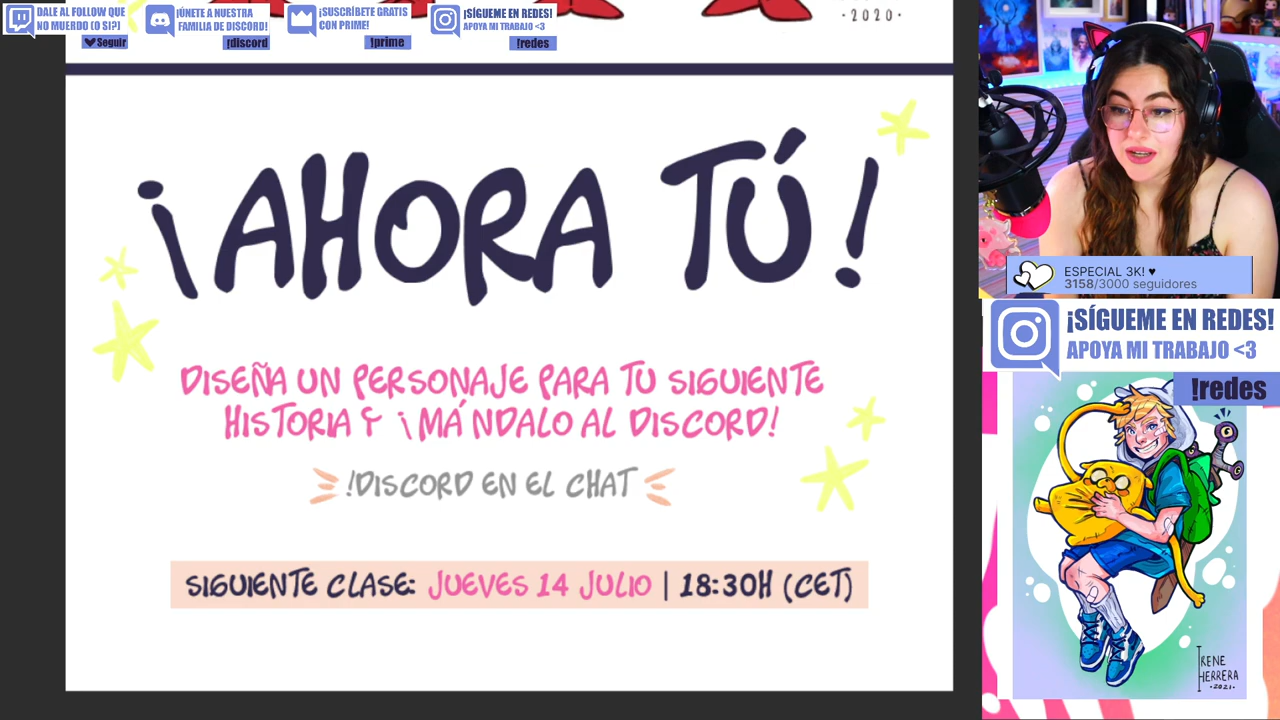 DALE AL FOLLOW QUE
NO MUERDO (O SI?)
Seguir
¡ÚNETE A NUESTRA
FAMILIA DE DISCORD!
!discord
¡SUSCRÍBETE GRATIS
CON PRIME!
!prime
¡SÍGUEME EN REDES!
APOYA MI TRABAJO <3
!redes
·2020·
¡AHORA TÚ!
DISEÑA UN PERSONAJE PARA TU SIGUIENTE
HISTORIA Y ¡MÁNDALO AL DISCORD!
!DISCORD EN EL CHAT
SIGUIENTE CLASE: JUEVES 14 JULIO | 18:30H (CET)
ESPECIAL 3K! ♥
3158/3000 seguidores
¡SÍGUEME EN REDES!
APOYA MI TRABAJO <3
!redes
IRENE
HERRERA
·2021·